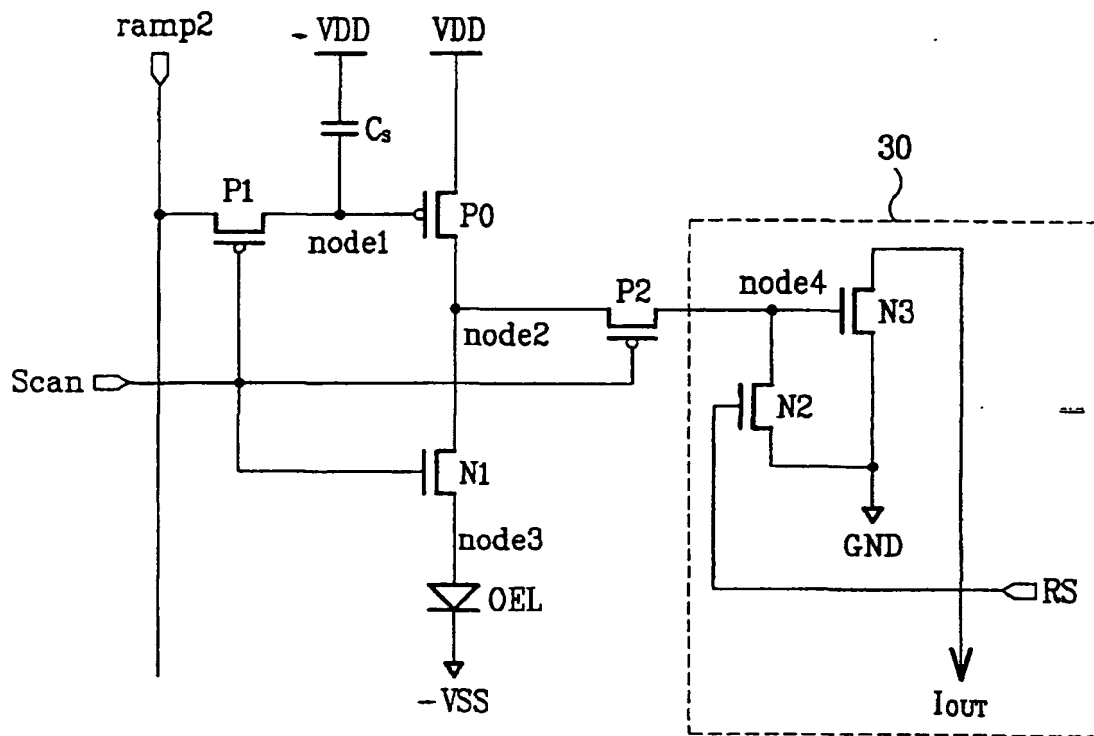 ramp2
- VDD
VDD
Cs
30
P1
P0
node1
node4
P2
N3
node2
Scan
N2
N1
GND
node3
OEL
RS
-VSS
IOUT